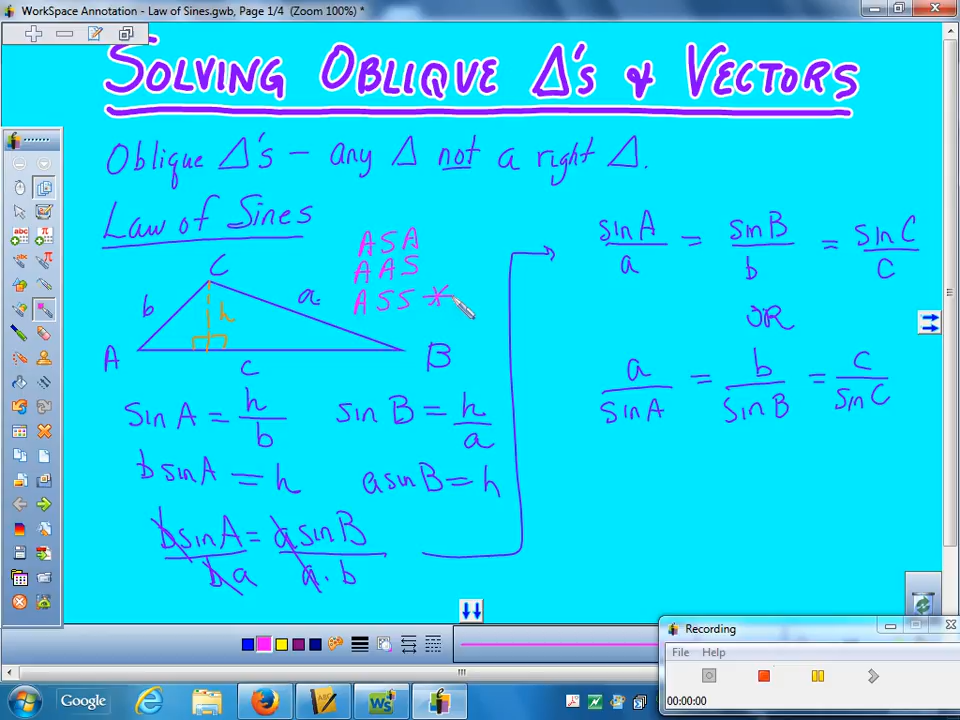 WorkSpace Annotation - Law of Sines.gwb, Page 1/4 (Zoom 100%) *
SOLVING OBLIQUE Δ's & VECTORS
Oblique Δ's — any Δ not a right Δ.
Law of Sines
ASA
AAS
ASS *
C
b
h
a
A
c
B
sin A = h/b
sin B = h/a
b sin A = h
a sin B = h
b sin A / b a = a sin B / a · b
sin A / a = sin B / b = sin C / c
OR
a / sin A = b / sin B = c / sin C
Recording
File Help
00:00:00
Google